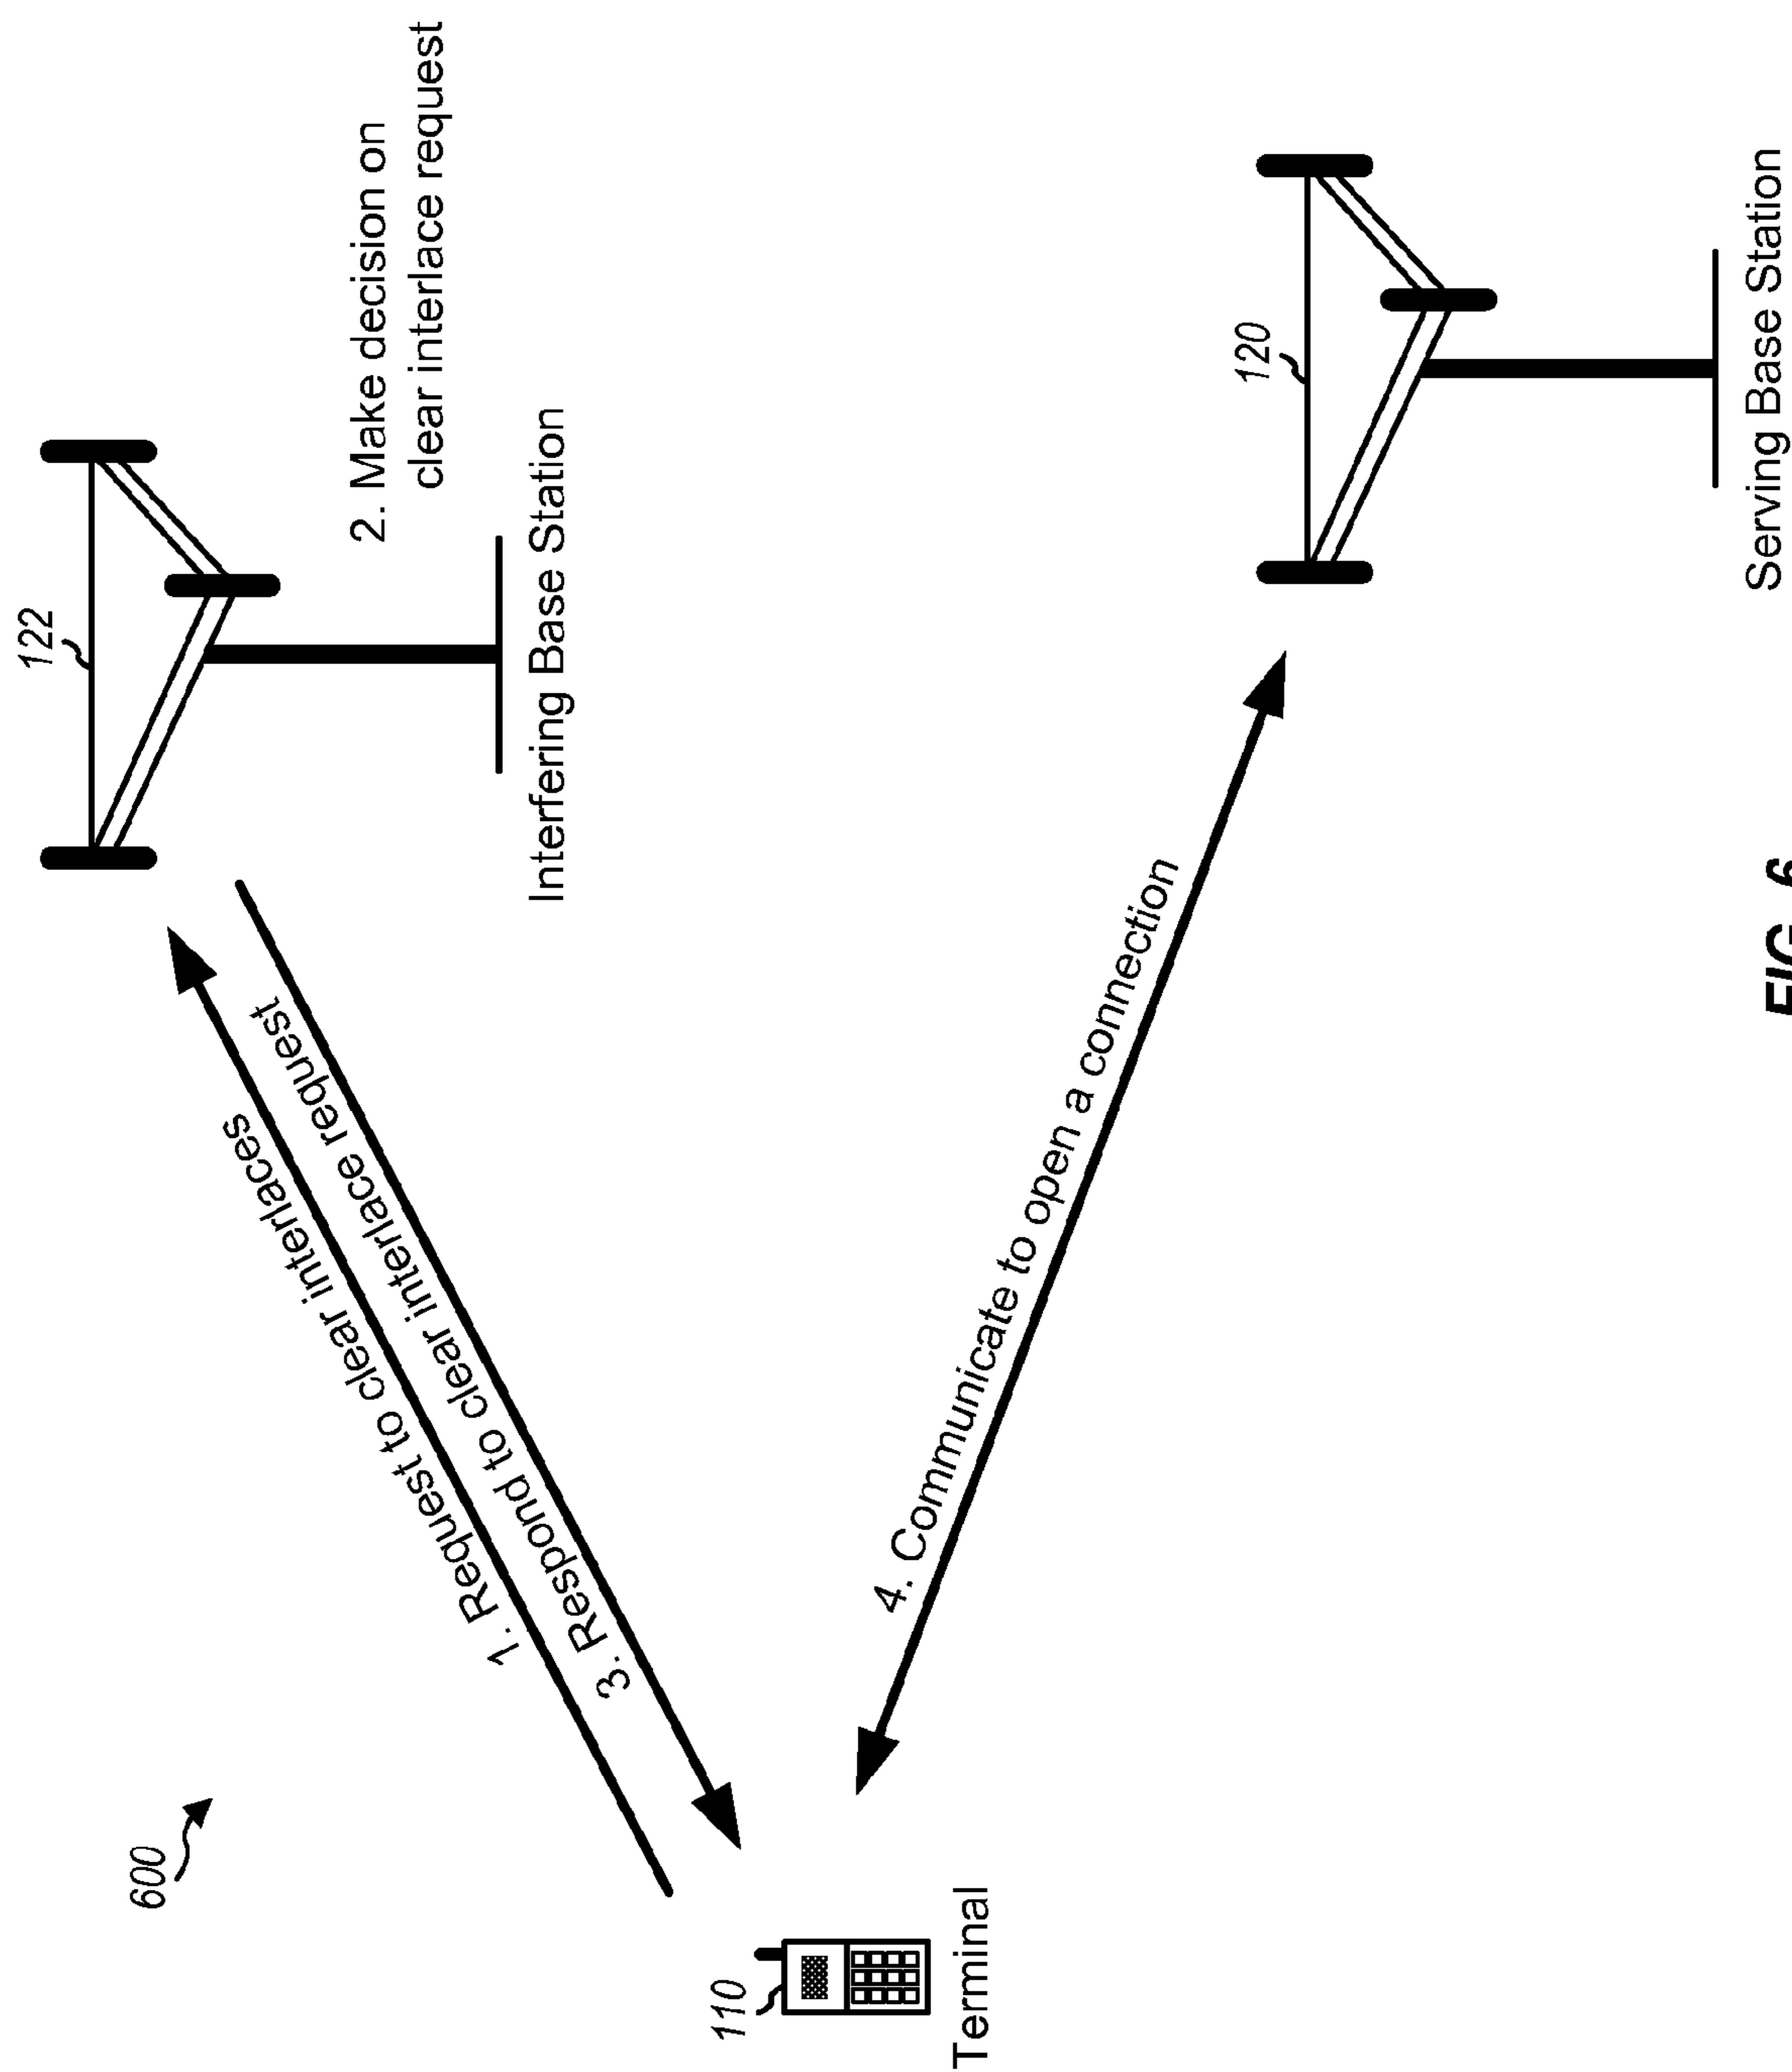 600
122
1. Request to clear interlaces
2. Make decision on
clear interlace request
3. Respond to clear interlace request
Interfering Base Station
110
Terminal
4. Communicate to open a connection
120
Serving Base Station
FIG. 6